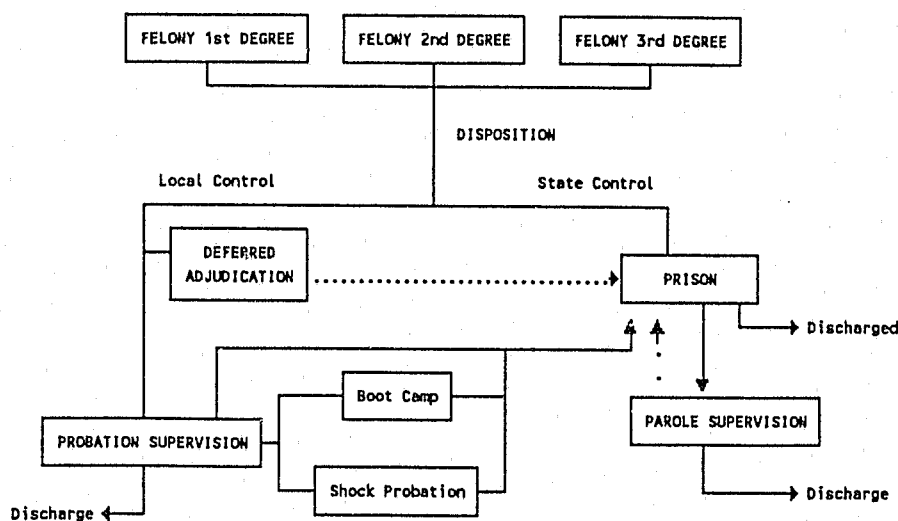 FELONY 1st DEGREE
FELONY 2nd DEGREE
FELONY 3rd DEGREE
DISPOSITION
Local Control
State Control
DEFERRED
ADJUDICATION
PRISON
Discharged
Boot Camp
PAROLE SUPERVISION
PROBATION SUPERVISION
Shock Probation
Discharge
Discharge